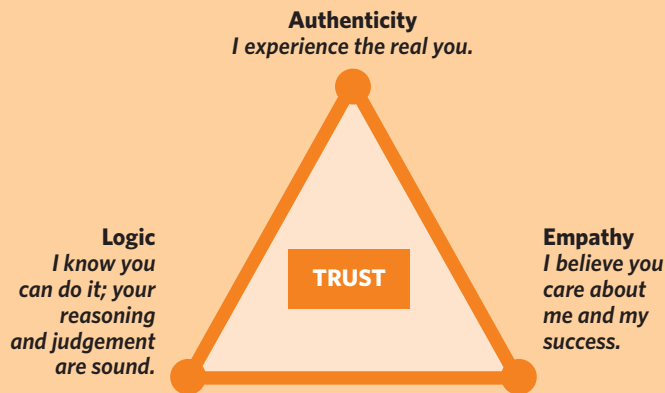 Authenticity
I experience the real you.
Logic
I know you
can do it; your
reasoning
and judgement
are sound.
TRUST
Empathy
I believe you
care about
me and my
success.